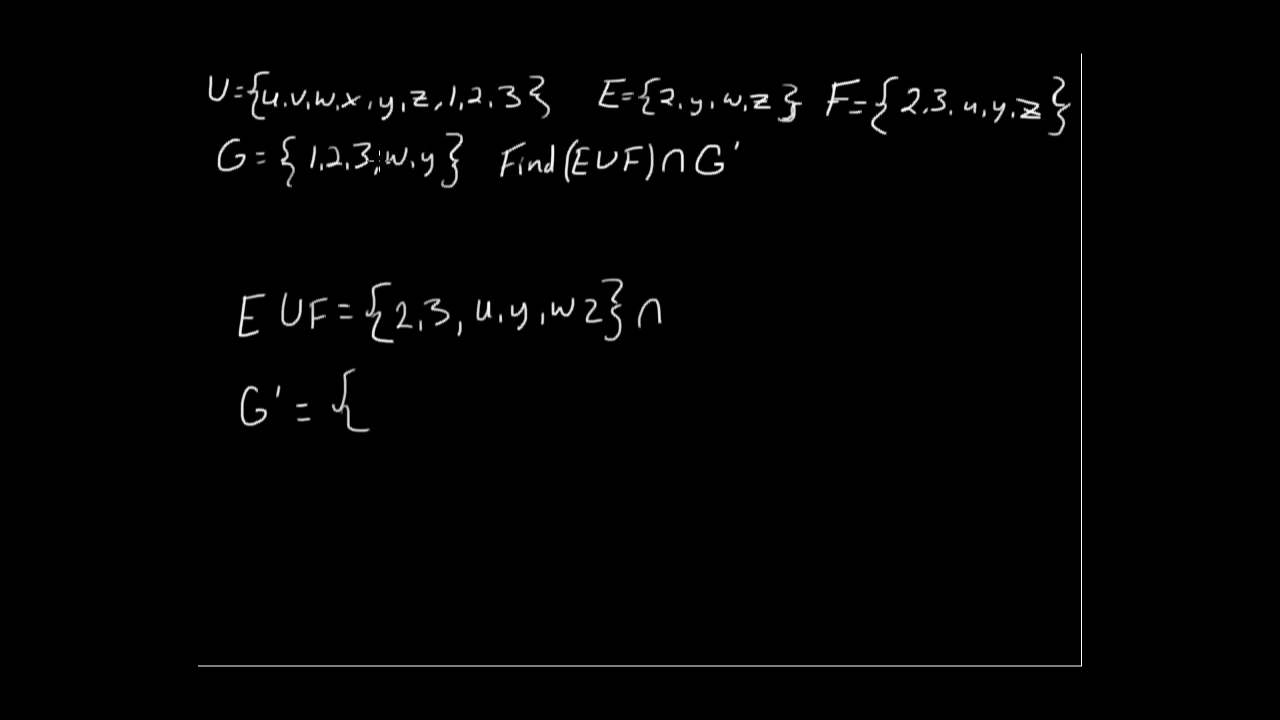 U={u,v,w,x,y,z,1,2,3} E={2,y,w,z} F={2,3,u,y,z}
G={1,2,3,w,y} Find (E∪F)∩G'
E∪F={2,3,u,y,w z}∩
G'={